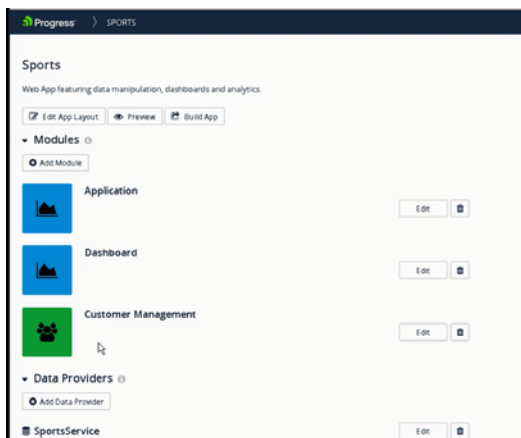 Progress SPORTS
Sports
Web App featuring data manipulation, dashboards and analytics.
Edit App Layout Preview Build App
Modules
Add Module
Application
Edit
Dashboard
Edit
Customer Management
Edit
Data Providers
Add Data Provider
SportsService Edit